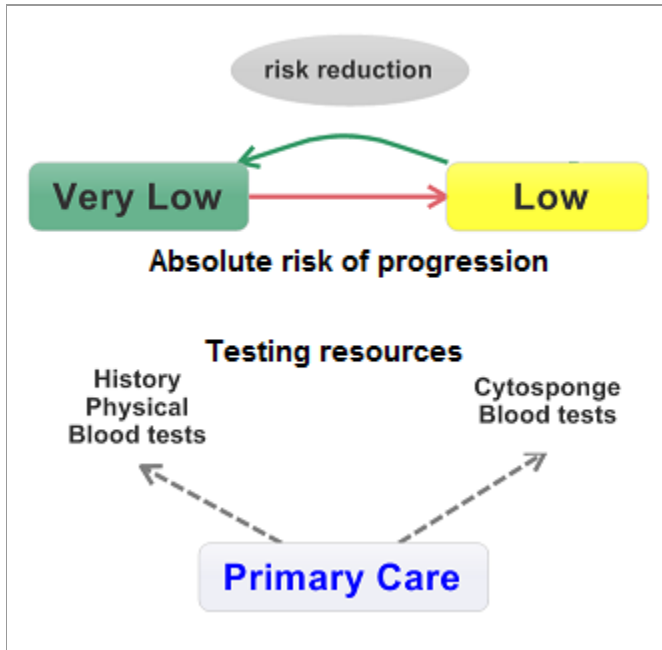 risk reduction
Very Low
Low
Absolute risk of progression
Testing resources
History
Physical
Blood tests
Cytosponge
Blood tests
Primary Care